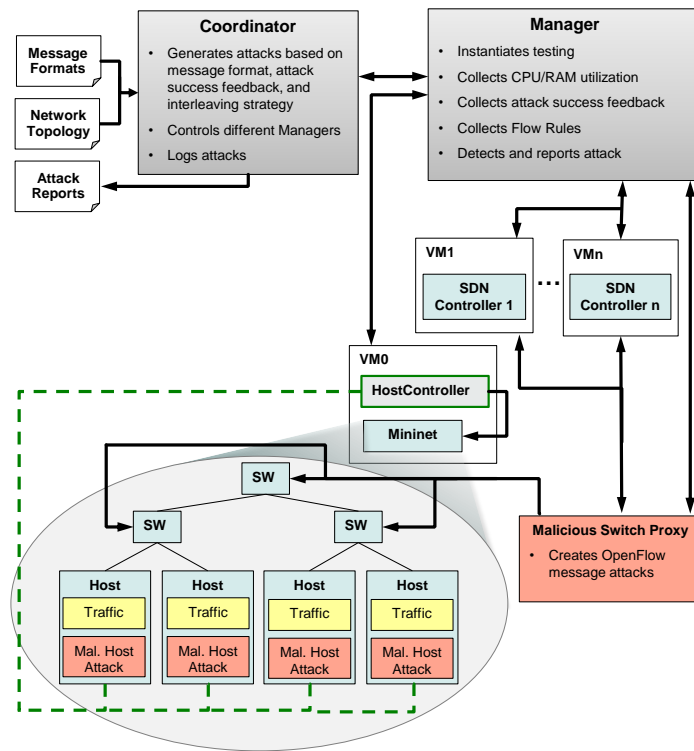 Message
Formats
Network
Topology
Attack
Reports
Coordinator
• Generates attacks based on
message format, attack
success feedback, and
interleaving strategy
• Controls different Managers
• Logs attacks
Manager
• Instantiates testing
• Collects CPU/RAM utilization
• Collects attack success feedback
• Collects Flow Rules
• Detects and reports attack
VM1
SDN
Controller 1
...
VMn
SDN
Controller n
VM0
HostController
Mininet
SW
SW
SW
Malicious Switch Proxy
• Creates OpenFlow
message attacks
Host
Traffic
Mal. Host
Attack
Host
Traffic
Mal. Host
Attack
Host
Traffic
Mal. Host
Attack
Host
Traffic
Mal. Host
Attack